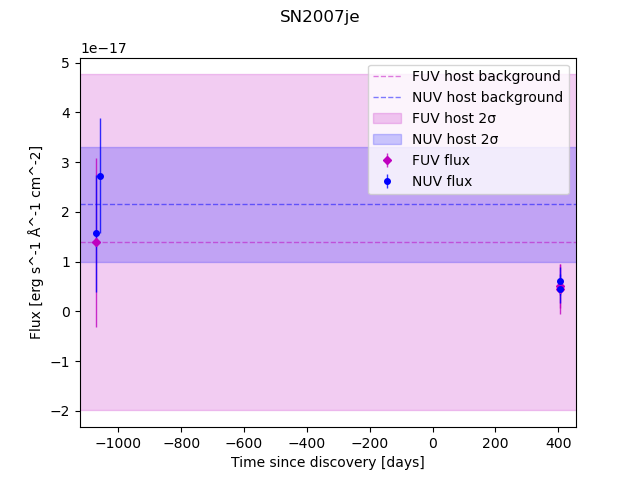 SN2007je
1e−17
FUV host background
NUV host background
FUV host 2σ
NUV host 2σ
FUV flux
NUV flux
Flux [erg s^-1 Å^-1 cm^-2]
5
4
3
2
1
0
−1
−2
−1000
−800
−600
−400
−200
0
200
400
Time since discovery [days]